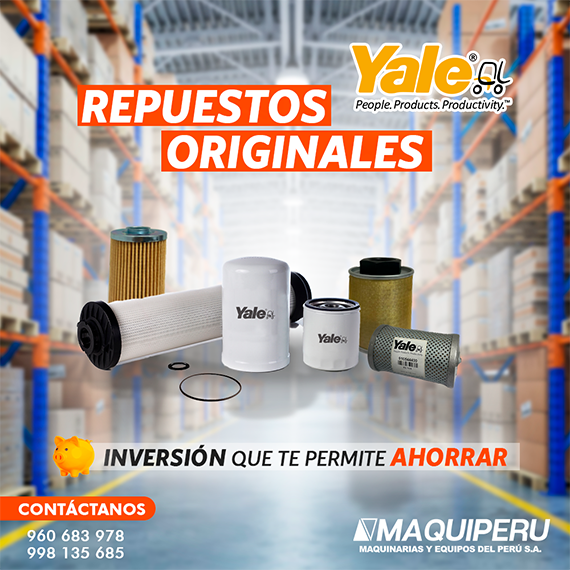 Yale®
People. Products. Productivity.™
REPUESTOS
ORIGINALES
Yale
Yale
Yale
INVERSIÓN QUE TE PERMITE AHORRAR
CONTÁCTANOS
960 683 978
998 135 685
MAQUIPERU
MAQUINARIAS Y EQUIPOS DEL PERÚ S.A.